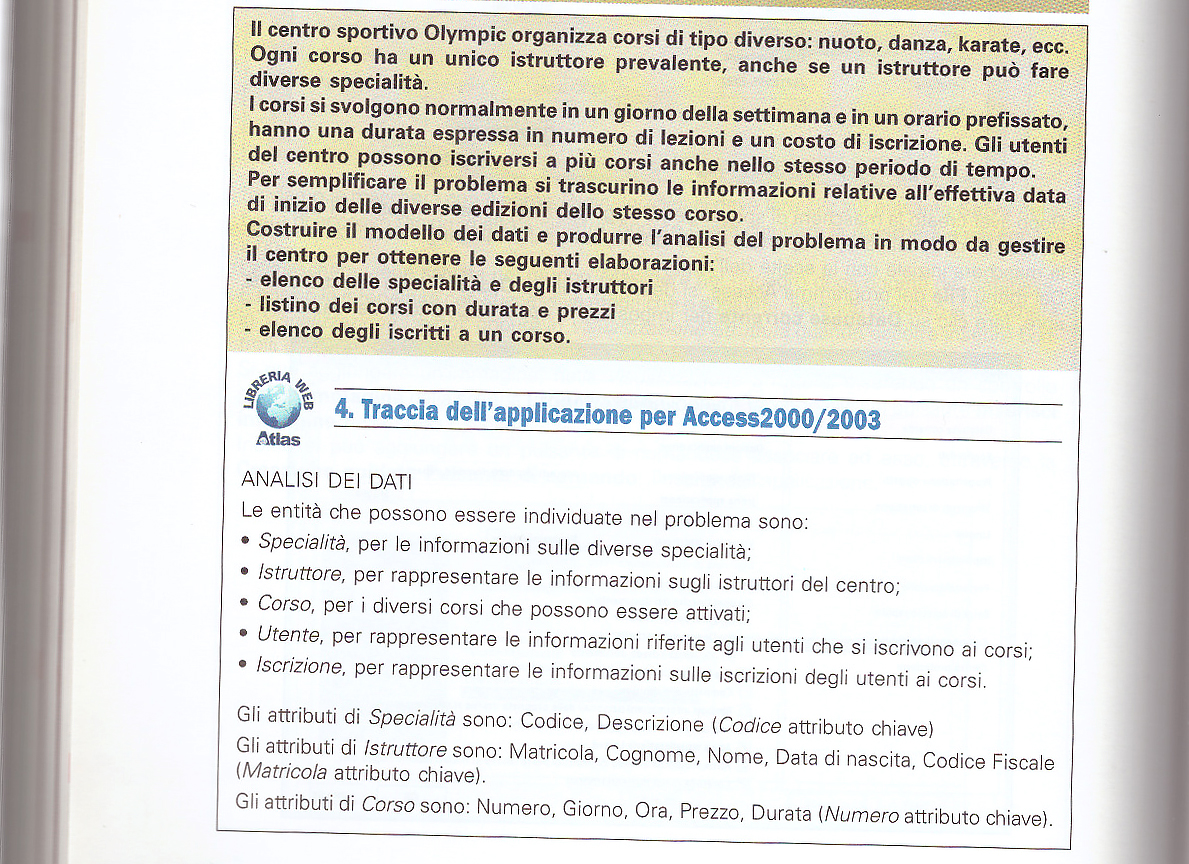 Il centro sportivo Olympic organizza corsi di tipo diverso: nuoto, danza, karate, ecc.
Ogni corso ha un unico istruttore prevalente, anche se un istruttore può fare
diverse specialità.
I corsi si svolgono normalmente in un giorno della settimana e in un orario prefissato,
hanno una durata espressa in numero di lezioni e un costo di iscrizione. Gli utenti
del centro possono iscriversi a più corsi anche nello stesso periodo di tempo.
Per semplificare il problema si trascurino le informazioni relative all'effettiva data
di inizio delle diverse edizioni dello stesso corso.
Costruire il modello dei dati e produrre l'analisi del problema in modo da gestire
il centro per ottenere le seguenti elaborazioni:
- elenco delle specialità e degli istruttori
- listino dei corsi con durata e prezzi
- elenco degli iscritti a un corso.
LIBRERIA WEB
Atlas
4. Traccia dell'applicazione per Access2000/2003
ANALISI DEI DATI
Le entità che possono essere individuate nel problema sono:
• Specialità, per le informazioni sulle diverse specialità;
• Istruttore, per rappresentare le informazioni sugli istruttori del centro;
• Corso, per i diversi corsi che possono essere attivati;
• Utente, per rappresentare le informazioni riferite agli utenti che si iscrivono ai corsi;
• Iscrizione, per rappresentare le informazioni sulle iscrizioni degli utenti ai corsi.
Gli attributi di Specialità sono: Codice, Descrizione (Codice attributo chiave)
Gli attributi di Istruttore sono: Matricola, Cognome, Nome, Data di nascita, Codice Fiscale
(Matricola attributo chiave).
Gli attributi di Corso sono: Numero, Giorno, Ora, Prezzo, Durata (Numero attributo chiave).